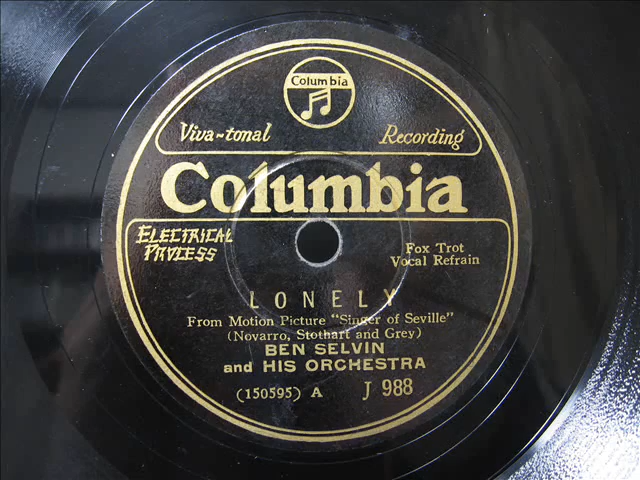 Columbia
Viva-tonal Recording
Columbia
ELECTRICAL
PROCESS
Fox Trot
Vocal Refrain
LONELY
From Motion Picture "Singer of Seville"
(Novarro, Stothart and Grey)
BEN SELVIN
and HIS ORCHESTRA
(150595) A J 988